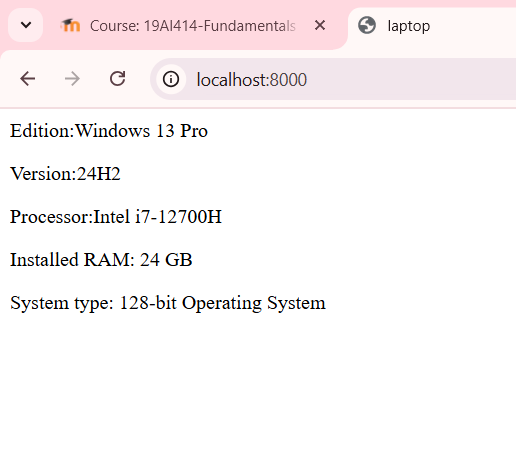 Course: 19AI414-Fundamentals
laptop
localhost:8000
Edition:Windows 13 Pro
Version:24H2
Processor:Intel i7-12700H
Installed RAM: 24 GB
System type: 128-bit Operating System